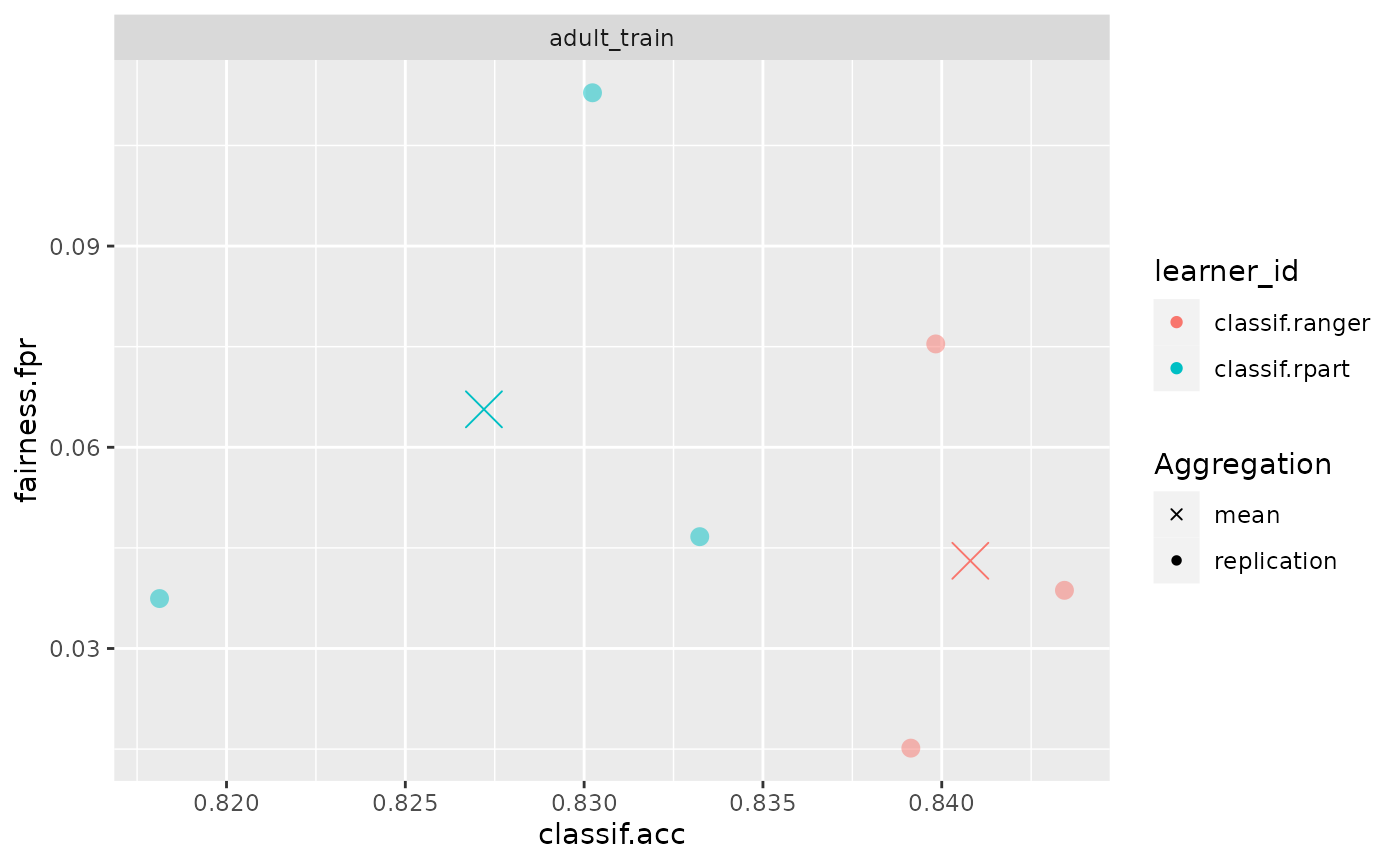 adult_train
0.09
0.06
0.03
fairness.fpr
0.820 0.825 0.830 0.835 0.840
classif.acc
learner_id
classif.ranger
classif.rpart
Aggregation
mean
replication